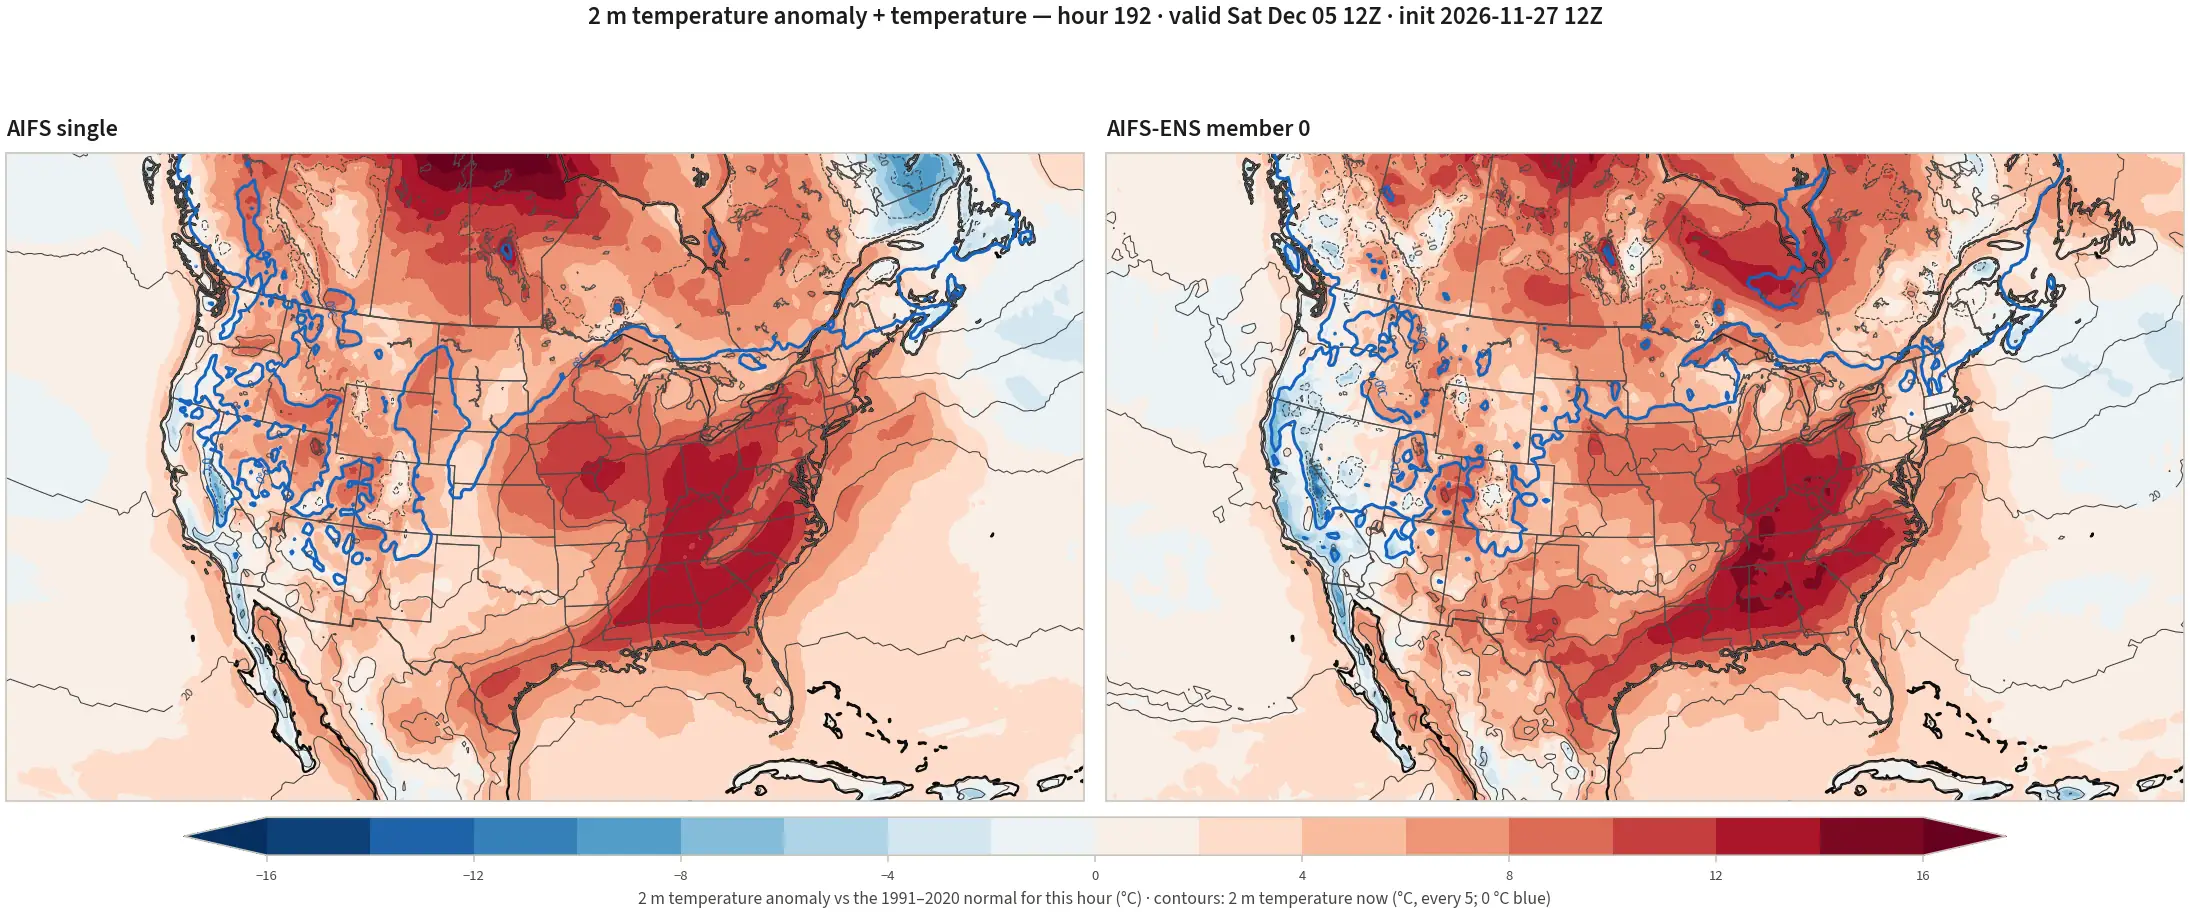 2 m temperature anomaly + temperature — hour 192 · valid Sat Dec 05 12Z · init 2026-11-27 12Z
AIFS single
AIFS-ENS member 0
20
20
−16
−12
−8
−4
0
4
8
12
16
2 m temperature anomaly vs the 1991–2020 normal for this hour (°C) · contours: 2 m temperature now (°C, every 5; 0 °C blue)